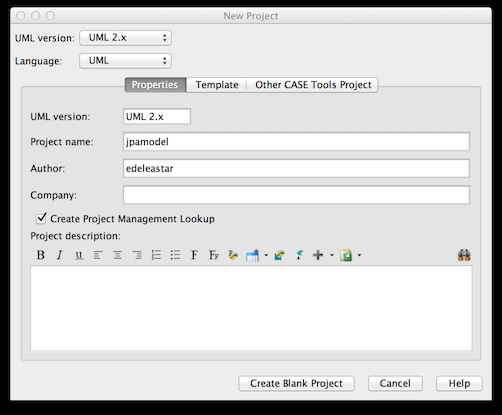 New Project
UML version: UML 2.x
Language: UML
Properties Template Other CASE Tools Project
UML version: UML 2.x
Project name: jpamodel
Author: edeleastar
Company:
Create Project Management Lookup
Project description:
B I U F FF
Create Blank Project Cancel Help